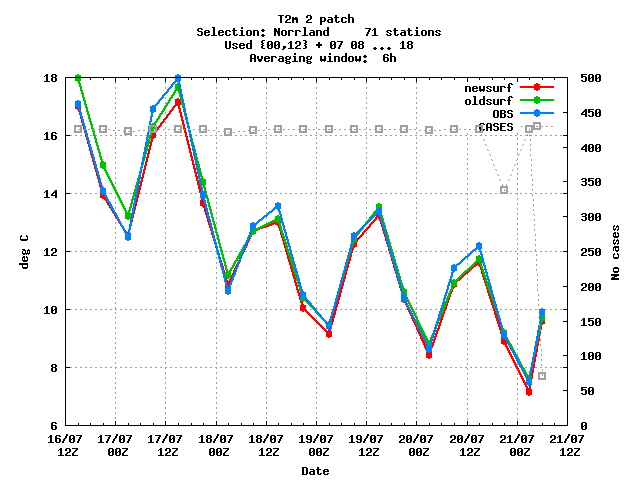 T2m 2 patch
Selection: Norrland 71 stations
Used {00,12} + 07 08 ... 18
Averaging window: 6h
newsurf
oldsurf
OBS
CASES
18
16
14
12
10
8
6
deg C
500
450
400
350
300
250
200
150
100
50
0
No cases
16/07 17/07 17/07 18/07 18/07 19/07 19/07 20/07 20/07 21/07 21/07
12Z 00Z 12Z 00Z 12Z 00Z 12Z 00Z 12Z 00Z 12Z
Date